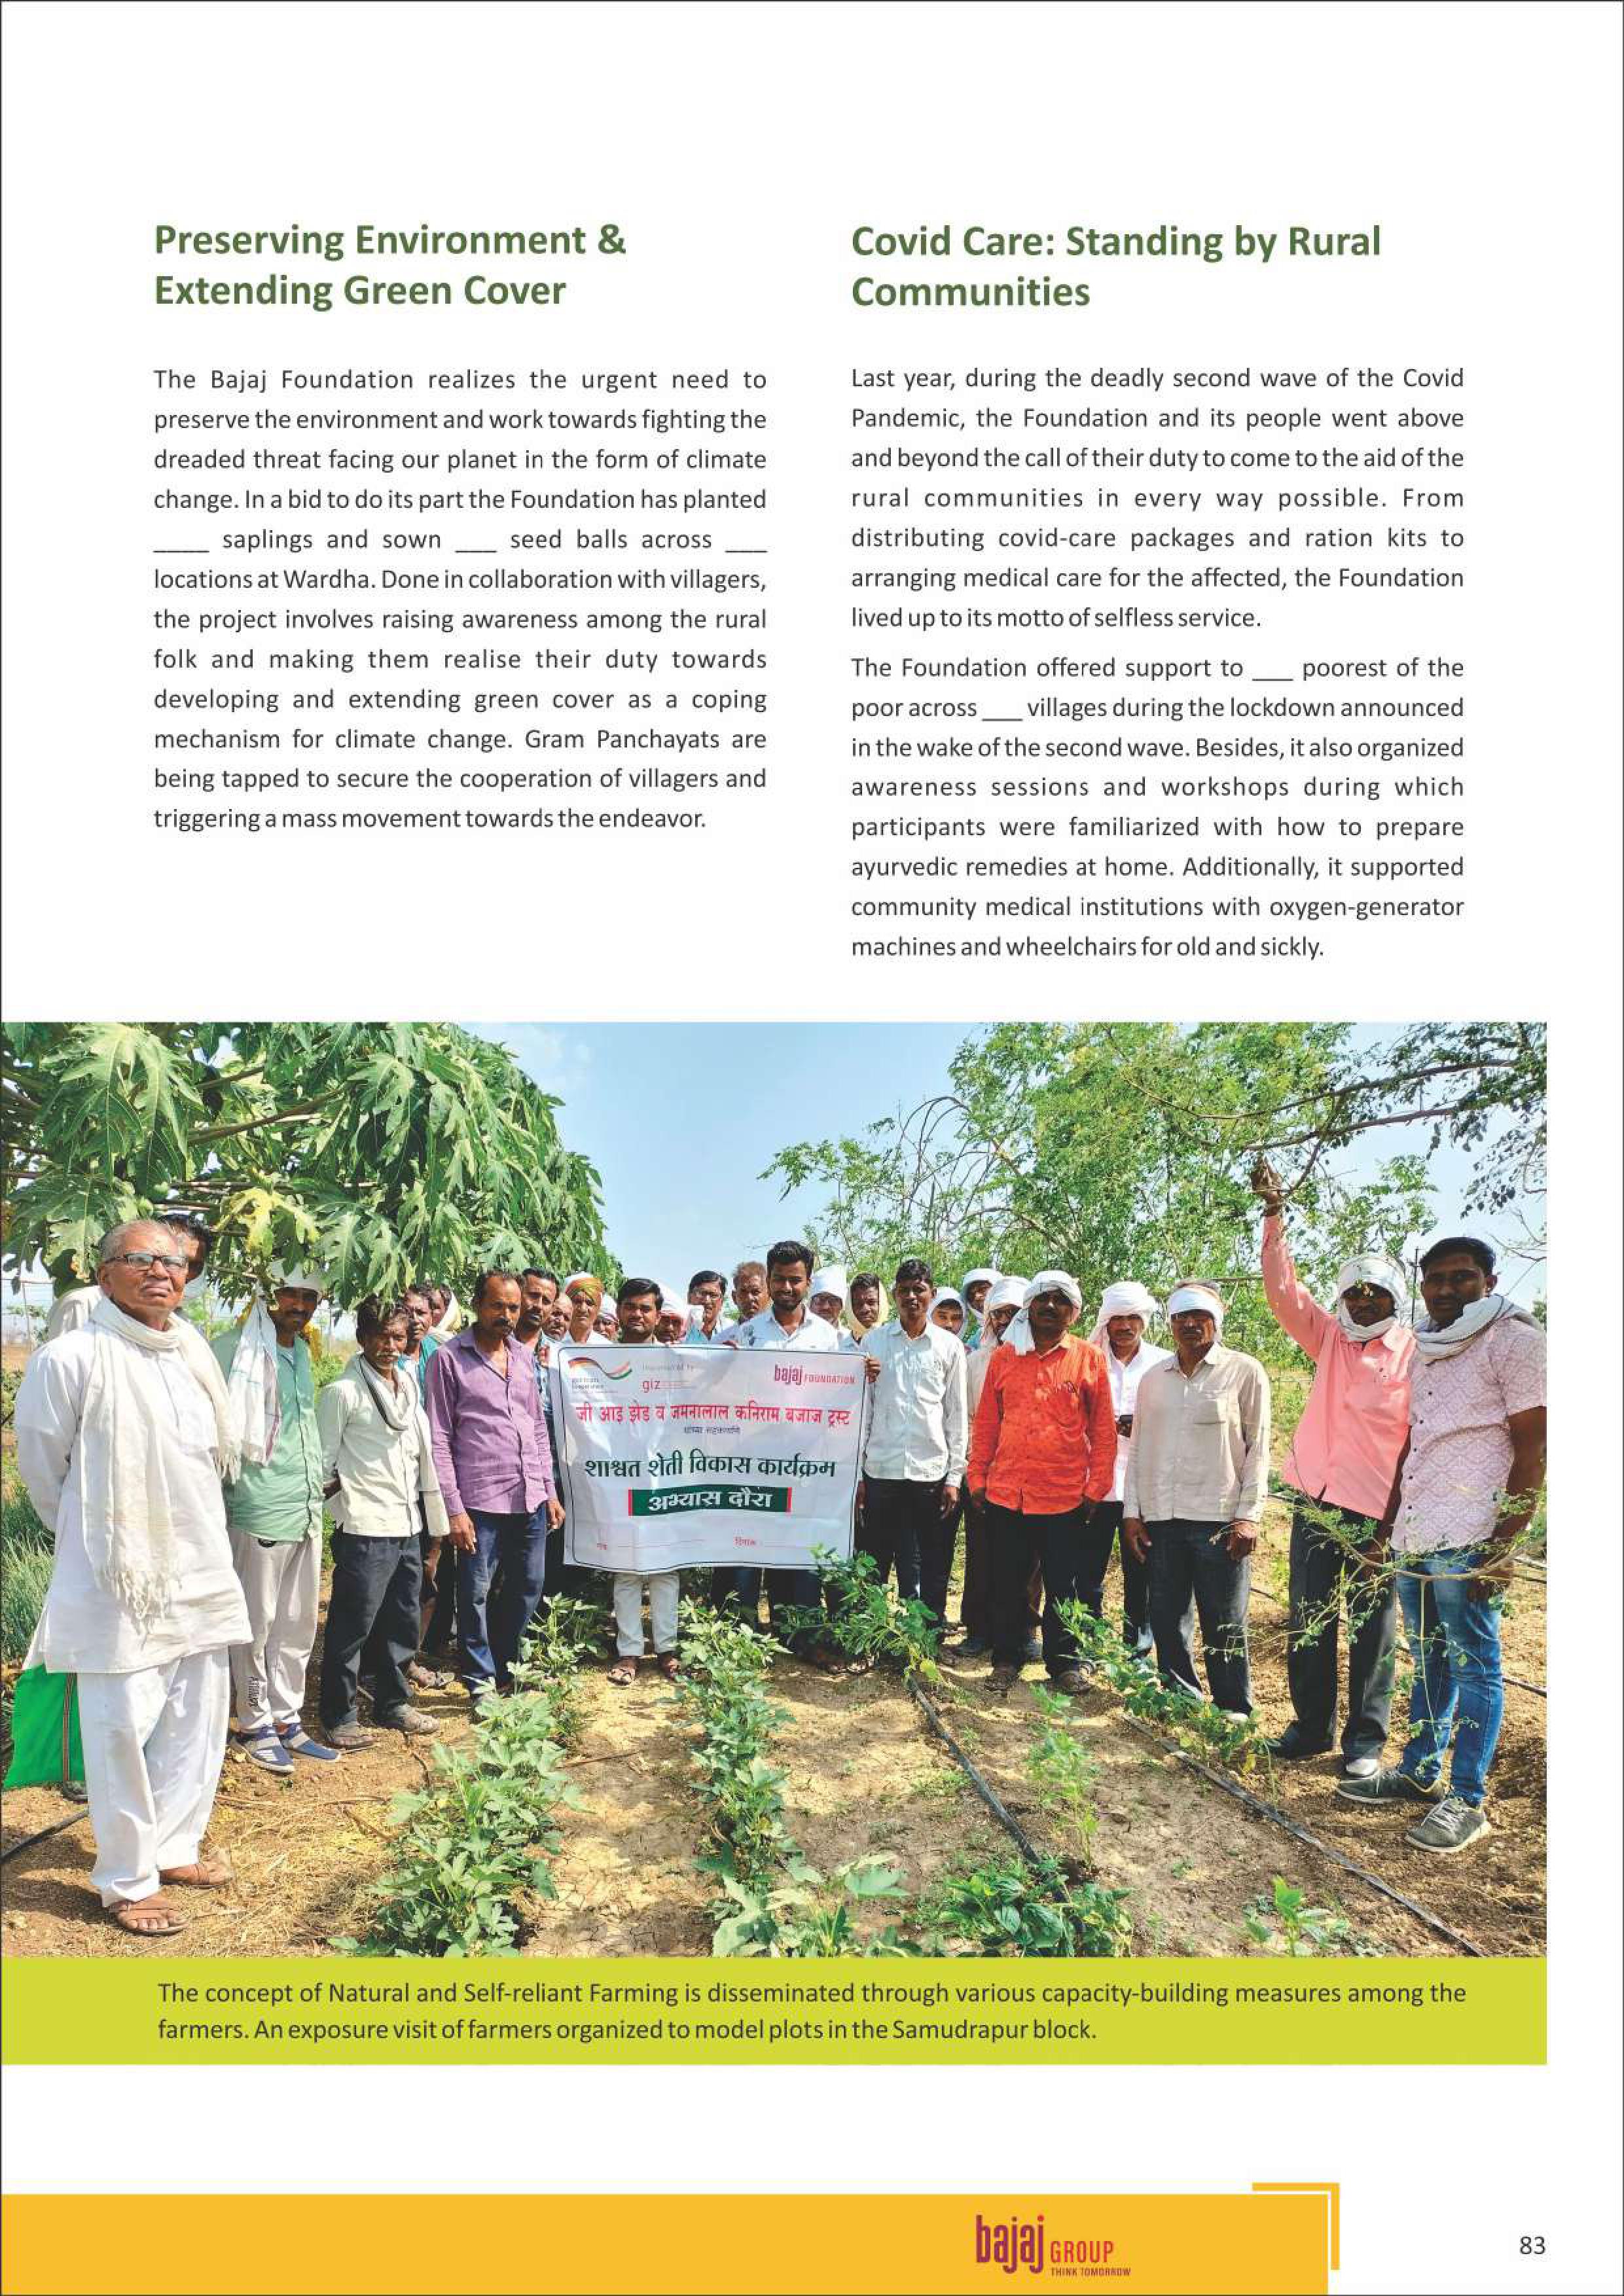 Preserving Environment &
Extending Green Cover
The Bajaj Foundation realizes the urgent need to
preserve the environment and work towards fighting the
dreaded threat facing our planet in the form of climate
change. In a bid to do its part the Foundation has planted
____ saplings and sown ___ seed balls across ___
locations at Wardha. Done in collaboration with villagers,
the project involves raising awareness among the rural
folk and making them realise their duty towards
developing and extending green cover as a coping
mechanism for climate change. Gram Panchayats are
being tapped to secure the cooperation of villagers and
triggering a mass movement towards the endeavor.
Covid Care: Standing by Rural
Communities
Last year, during the deadly second wave of the Covid
Pandemic, the Foundation and its people went above
and beyond the call of their duty to come to the aid of the
rural communities in every way possible. From
distributing covid-care packages and ration kits to
arranging medical care for the affected, the Foundation
lived up to its motto of selfless service.
The Foundation offered support to ___ poorest of the
poor across ___ villages during the lockdown announced
in the wake of the second wave. Besides, it also organized
awareness sessions and workshops during which
participants were familiarized with how to prepare
ayurvedic remedies at home. Additionally, it supported
community medical institutions with oxygen-generator
machines and wheelchairs for old and sickly.
giz
bajaj FOUNDATION
जी आइ झेड व जमनालाल कनिराम बजाज ट्रस्ट
शाश्वत शेती विकास कार्यक्रम
अभ्यास दौरा
दिनांक
The concept of Natural and Self-reliant Farming is disseminated through various capacity-building measures among the
farmers. An exposure visit of farmers organized to model plots in the Samudrapur block.
bajaj GROUP
THINK TOMORROW
83